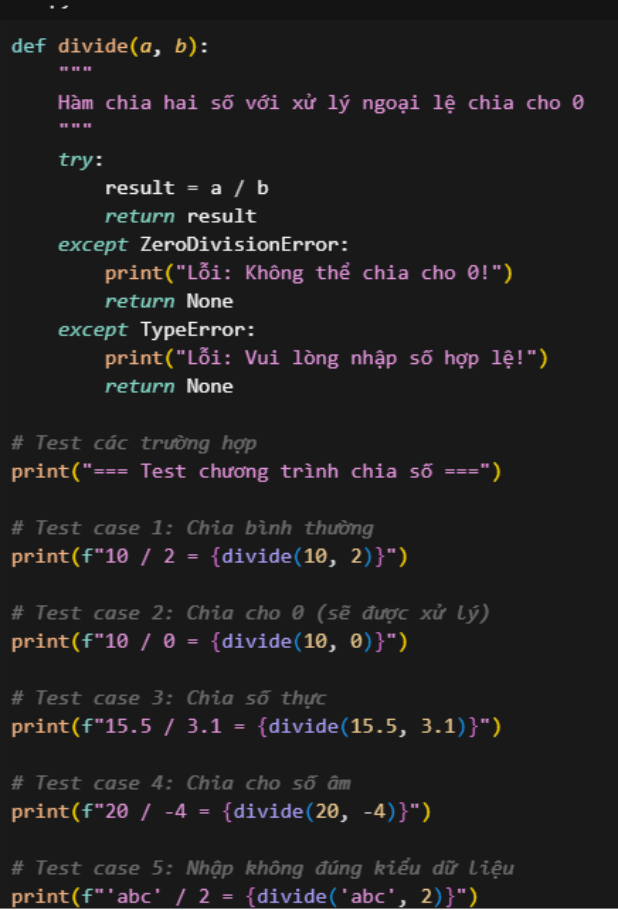 def divide(a, b):
    """
    Hàm chia hai số với xử lý ngoại lệ chia cho 0
    """
    try:
        result = a / b
        return result
    except ZeroDivisionError:
        print("Lỗi: Không thể chia cho 0!")
        return None
    except TypeError:
        print("Lỗi: Vui lòng nhập số hợp lệ!")
        return None

# Test các trường hợp
print("=== Test chương trình chia số ===")

# Test case 1: Chia bình thường
print(f"10 / 2 = {divide(10, 2)}")

# Test case 2: Chia cho 0 (sẽ được xử lý)
print(f"10 / 0 = {divide(10, 0)}")

# Test case 3: Chia số thực
print(f"15.5 / 3.1 = {divide(15.5, 3.1)}")

# Test case 4: Chia cho số âm
print(f"20 / -4 = {divide(20, -4)}")

# Test case 5: Nhập không đúng kiểu dữ liệu
print(f"'abc' / 2 = {divide('abc', 2)}")